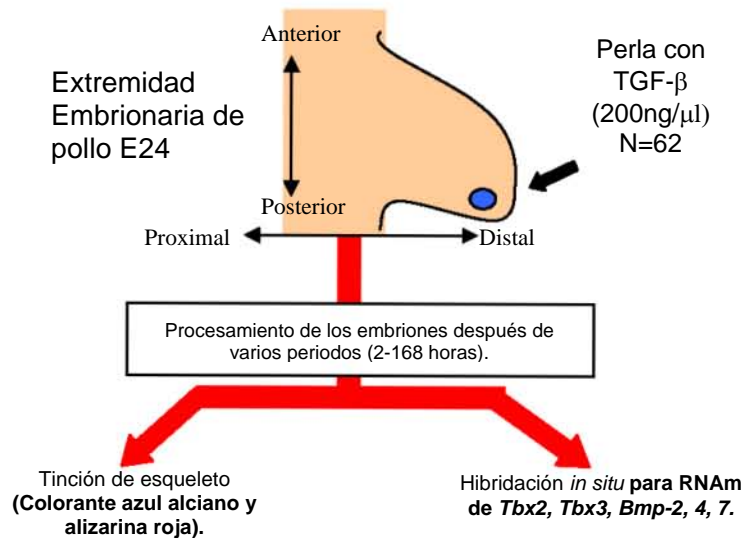 Anterior
Extremidad
Embrionaria de
pollo E24
Perla con
TGF-β
(200ng/μl)
N=62
Posterior
Proximal
Distal
Procesamiento de los embriones después de
varios periodos (2-168 horas).
Tinción de esqueleto
(Colorante azul alciano y
alizarina roja).
Hibridación in situ para RNAm
de Tbx2, Tbx3, Bmp-2, 4, 7.